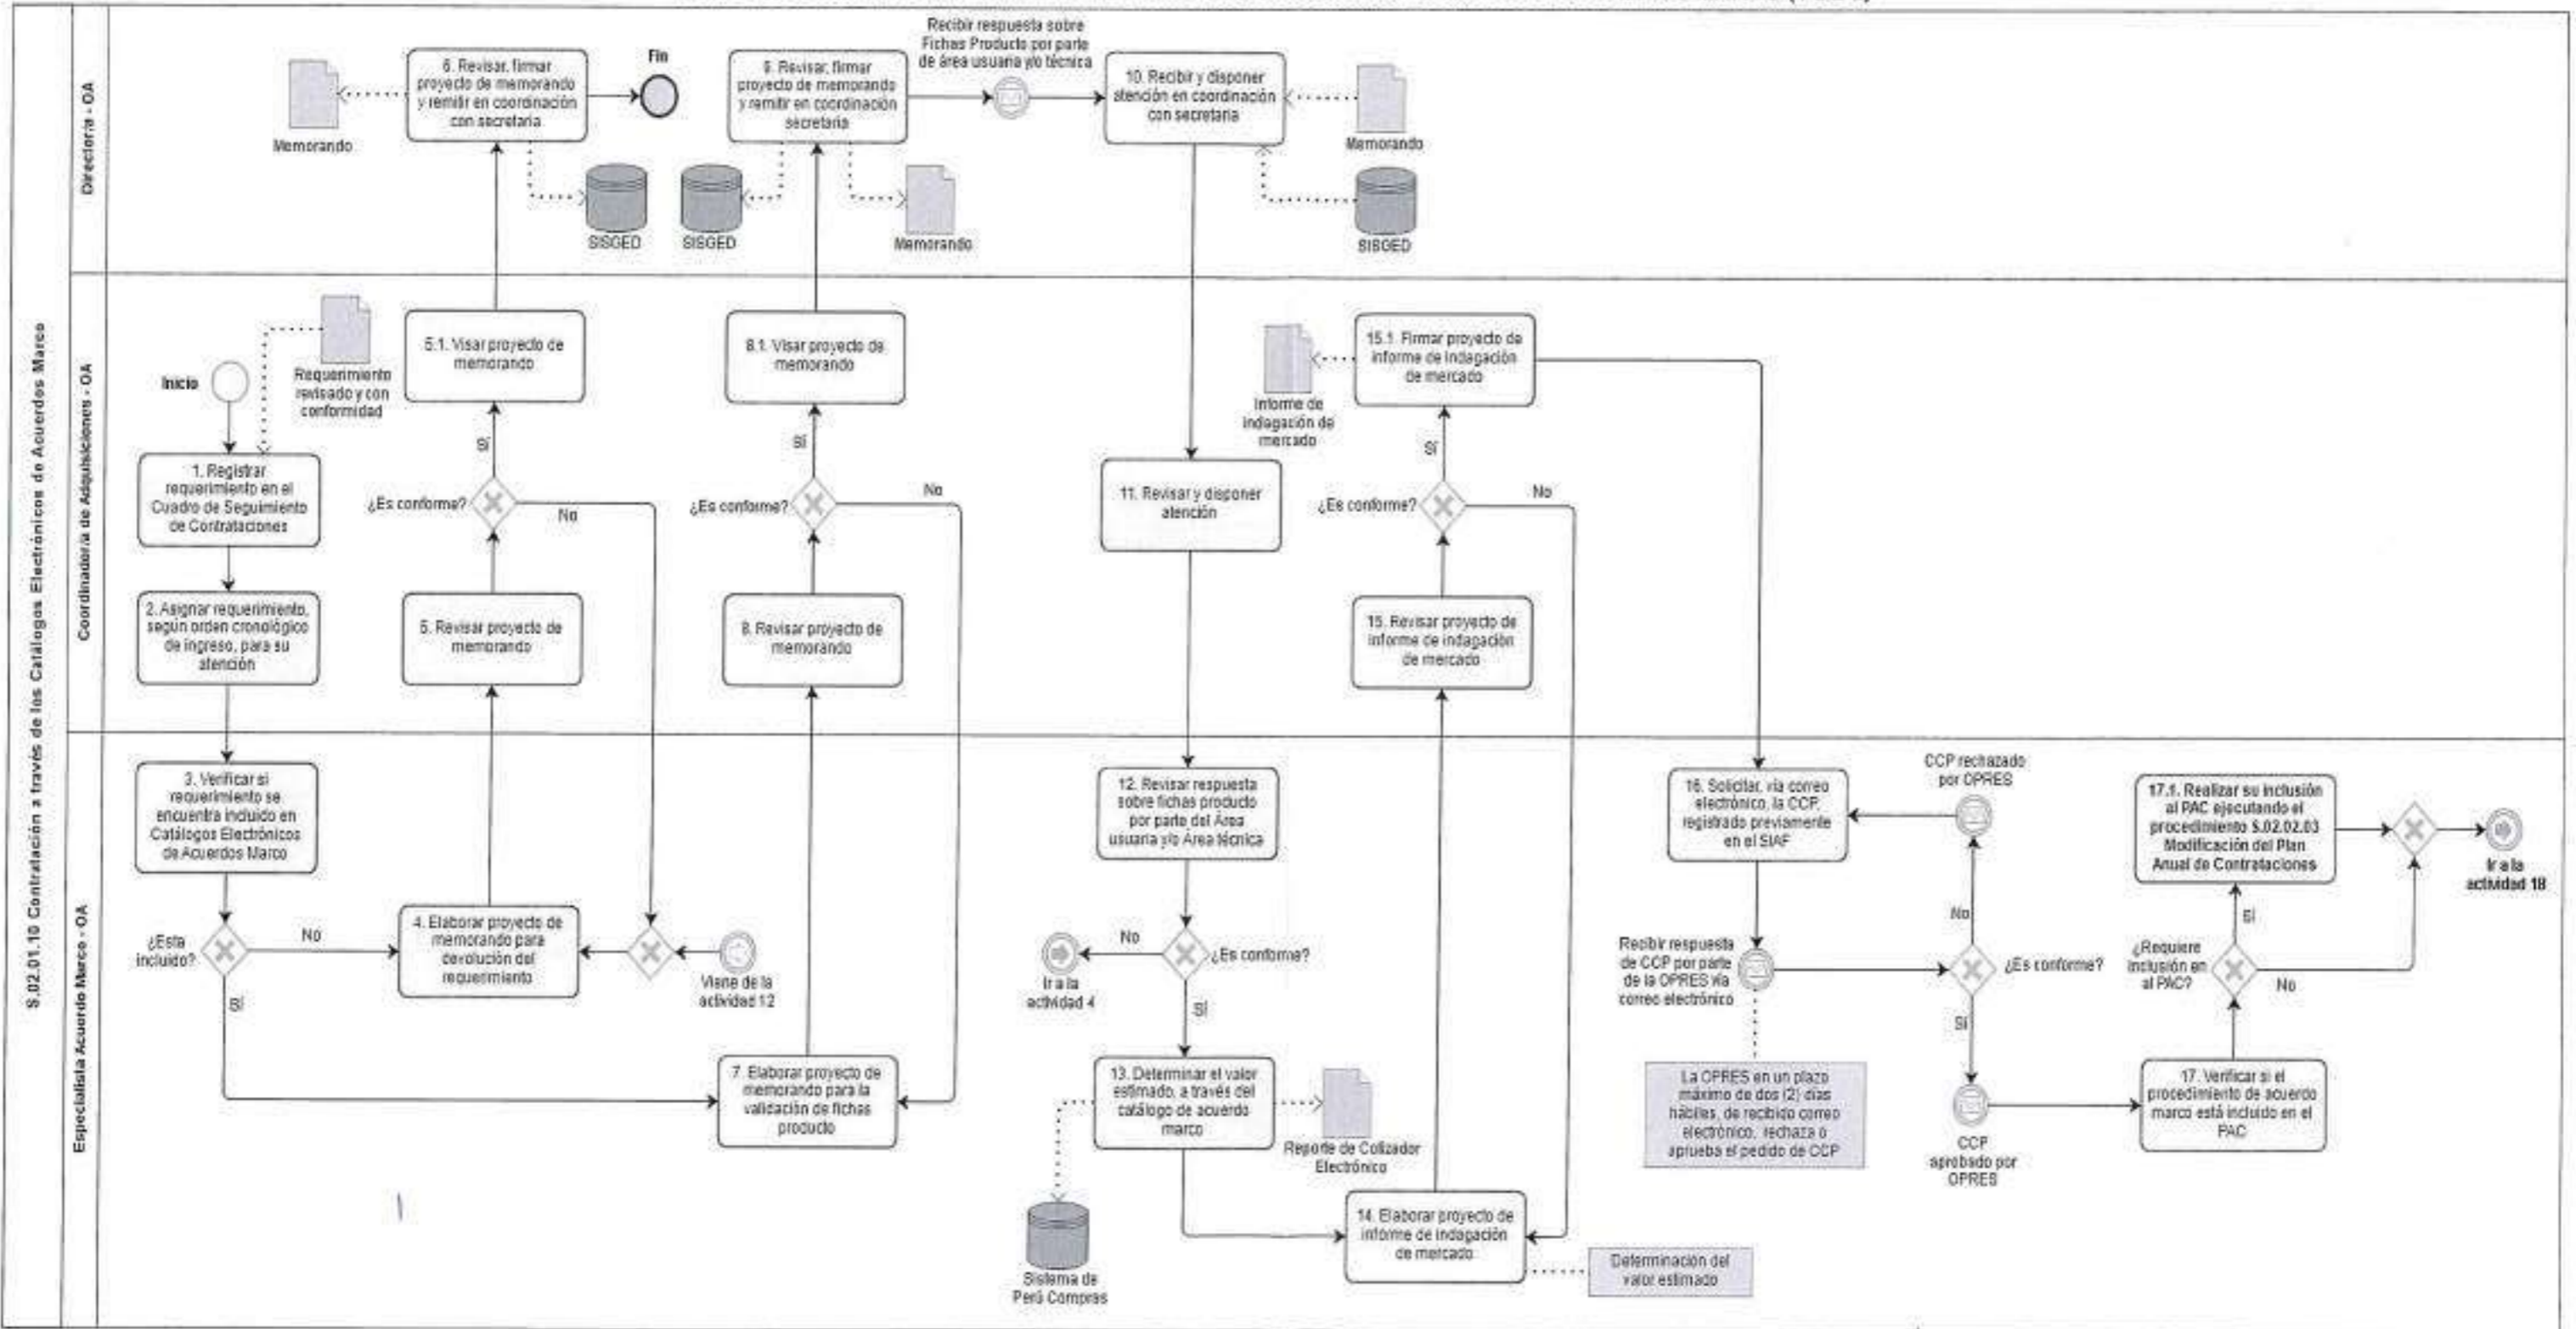 S.02.01.10 Contratación a través de los Catálogos Electrónicos de Acuerdos Marco
Director/a - OA
Memorando
6. Revisar, firmar
proyecto de memorando
y remitir en coordinación
con secretaria
Fin
SISGED
SISGED
9. Revisar, firmar
proyecto de memorando
y remitir en coordinación
secretaria
Memorando
Recibir respuesta sobre
Fichas Producto por parte
de área usuaria y/o técnica
10. Recibir y disponer
atención en coordinación
con secretaria
Memorando
SISGED
Coordinador/a de Adquisiciones - OA
Inicio
Requerimiento
revisado y con
conformidad
1. Registrar
requerimiento en el
Cuadro de Seguimiento
de Contrataciones
2. Asignar requerimiento,
según orden cronológico
de ingreso, para su
atención
5.1. Visar proyecto de
memorando
Sí
¿Es conforme?
No
5. Revisar proyecto de
memorando
8.1. Visar proyecto de
memorando
Sí
¿Es conforme?
No
8. Revisar proyecto de
memorando
11. Revisar y disponer
atención
Informe de
indagación de
mercado
15.1. Firmar proyecto de
informe de indagación
de mercado
Sí
¿Es conforme?
No
15. Revisar proyecto de
informe de indagación
de mercado
Especialista Acuerdo Marco - OA
3. Verificar si
requerimiento se
encuentra incluido en
Catálogos Electrónicos
de Acuerdos Marco
¿Esta
incluido?
No
Sí
4. Elaborar proyecto de
memorando para
devolución del
requerimiento
Viene de la
actividad 12
7. Elaborar proyecto de
memorando para la
validación de fichas
producto
12. Revisar respuesta
sobre fichas producto
por parte del Área
usuaria y/o Área técnica
No
¿Es conforme?
Ir a la
actividad 4
Sí
13. Determinar el valor
estimado, a través del
catálogo de acuerdo
marco
Reporte de Cotizador
Electrónico
Sistema de
Perú Compras
14. Elaborar proyecto de
informe de indagación
de mercado
Determinación del
valor estimado
16. Solicitar, vía correo
electrónico, la CCP,
registrado previamente
en el SIAF
CCP rechazado
por OPRES
Recibir respuesta
de CCP por parte
de la OPRES vía
correo electrónico
No
¿Es conforme?
Sí
La OPRES en un plazo
máximo de dos (2) días
hábiles, de recibido correo
electrónico, rechaza o
aprueba el pedido de CCP
CCP
aprobado por
OPRES
17.1. Realizar su inclusión
al PAC ejecutando el
procedimiento S.02.02.03
Modificación del Plan
Anual de Contrataciones
Sí
¿Requiere
inclusión en
al PAC?
No
17. Verificar si el
procedimiento de acuerdo
marco está incluido en el
PAC
Ir a la
actividad 18